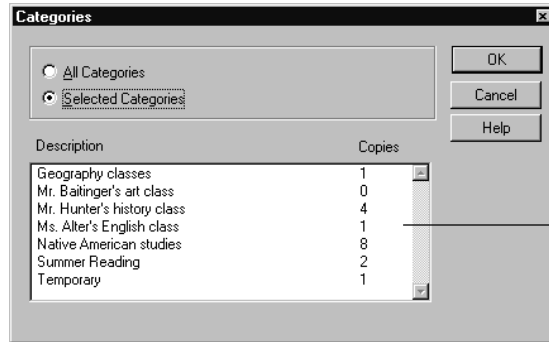 Categories
All Categories
Selected Categories
OK
Cancel
Help
Description Copies
Geography classes 1
Mr. Baitinger's art class 0
Mr. Hunter's history class 4
Ms. Alter's English class 1
Native American studies 8
Summer Reading 2
Temporary 1